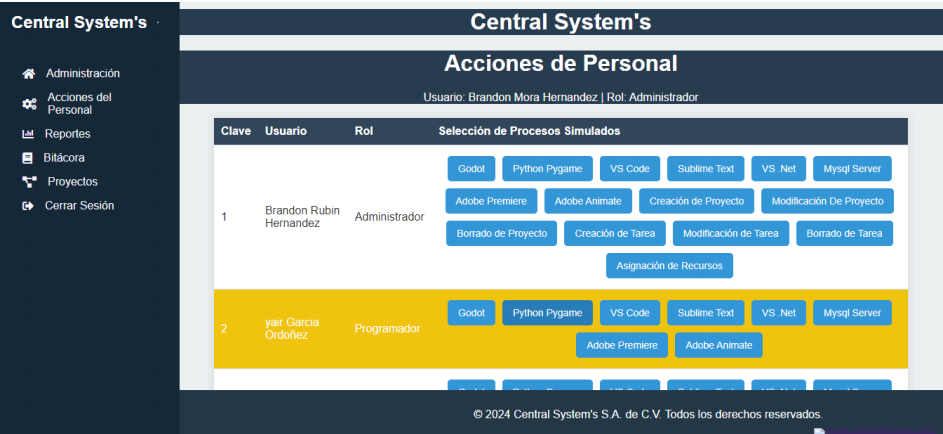 Central System's
Administración
Acciones del
Personal
Reportes
Bitácora
Proyectos
Cerrar Sesión
Central System's
Acciones de Personal
Usuario: Brandon Mora Hernandez | Rol: Administrador
Clave Usuario Rol Selección de Procesos Simulados
Godot Python Pygame VS Code Sublime Text VS .Net Mysql Server
Adobe Premiere Adobe Animate Creación de Proyecto Modificación De Proyecto
1 Brandon Rubin Hernandez Administrador
Borrado de Proyecto Creación de Tarea Modificación de Tarea Borrado de Tarea
Asignación de Recursos
Godot Python Pygame VS Code Sublime Text VS .Net Mysql Server
2 yair Garcia Ordoñez Programador
Adobe Premiere Adobe Animate
© 2024 Central System's S.A. de C.V. Todos los derechos reservados.